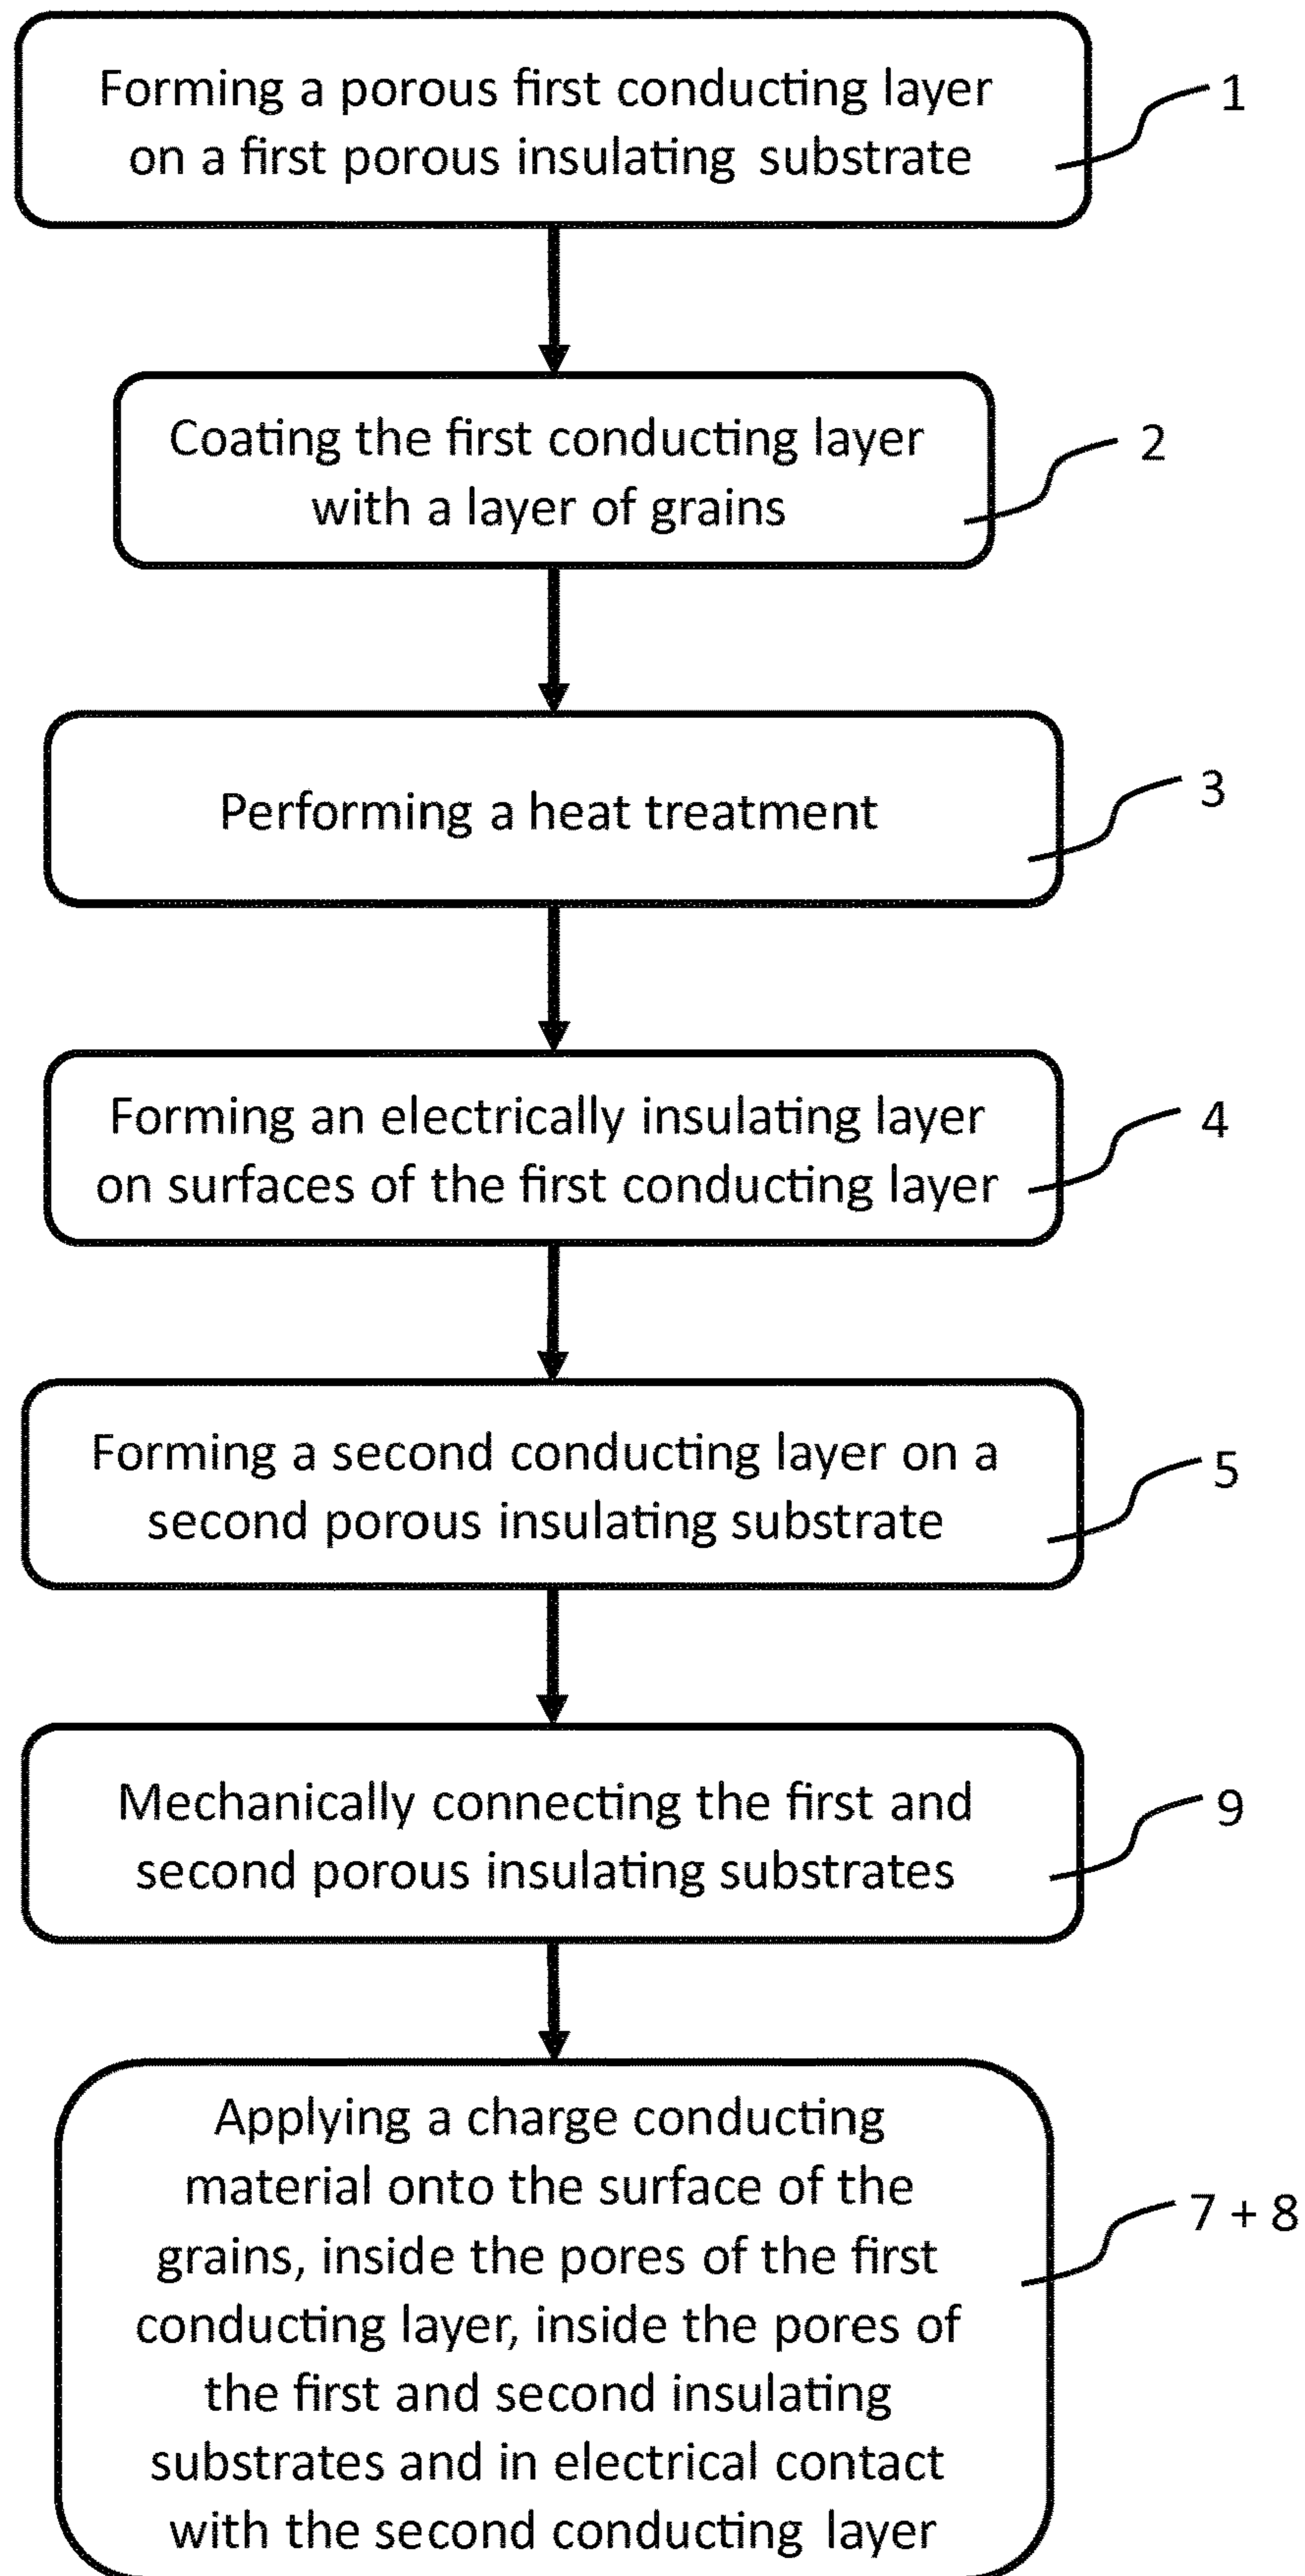 Forming a porous first conducting layer
on a first porous insulating substrate
1
Coating the first conducting layer
with a layer of grains
2
Performing a heat treatment
3
Forming an electrically insulating layer
on surfaces of the first conducting layer
4
Forming a second conducting layer on a
second porous insulating substrate
5
Mechanically connecting the first and
second porous insulating substrates
9
Applying a charge conducting
material onto the surface of the
grains, inside the pores of the first
conducting layer, inside the pores of
the first and second insulating
substrates and in electrical contact
with the second conducting layer
7 + 8